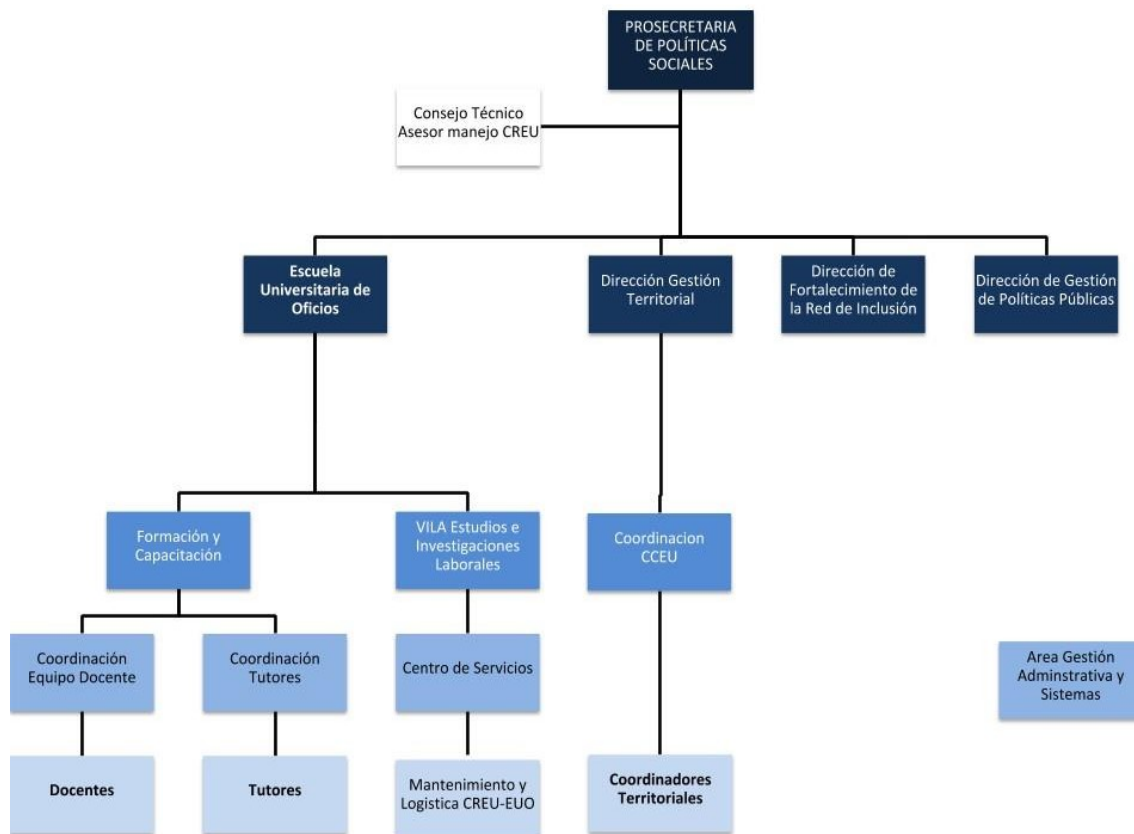 PROSECRETARIA
DE POLÍTICAS
SOCIALES
Consejo Técnico
Asesor manejo CREU
Escuela
Universitaria de
Oficios
Dirección Gestión
Territorial
Dirección de
Fortalecimiento de
la Red de Inclusión
Dirección de Gestión
de Políticas Públicas
Formación y
Capacitación
VILA Estudios e
Investigaciones
Laborales
Coordinacion
CCEU
Coordinación
Equipo Docente
Coordinación
Tutores
Centro de Servicios
Area Gestión
Adminstrativa y
Sistemas
Docentes
Tutores
Mantenimiento y
Logistica CREU-EUO
Coordinadores
Territoriales